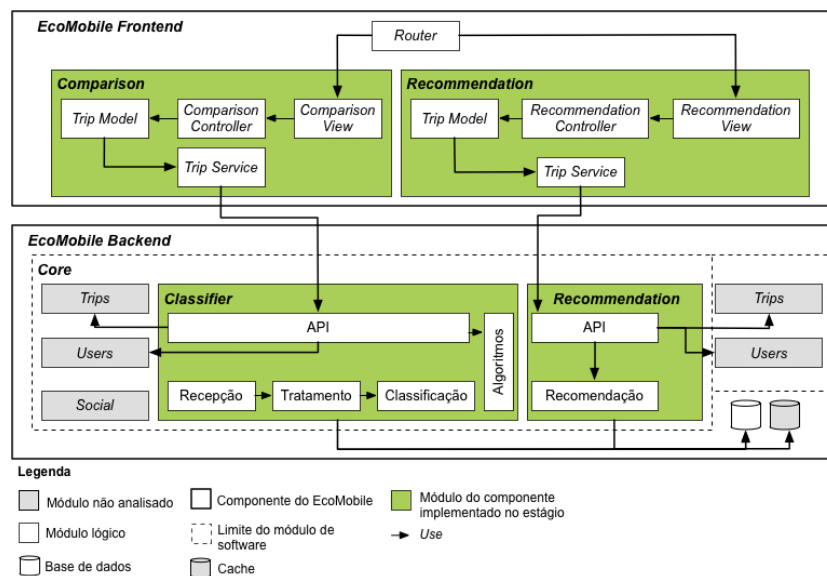 EcoMobile Frontend
Router
Comparison
Trip Model
Comparison
Controller
Comparison
View
Trip Service
Recommendation
Trip Model
Recommendation
Controller
Recommendation
View
Trip Service
EcoMobile Backend
Core
Trips
Users
Social
Classifier
API
Algoritmos
Recepção
Tratamento
Classificação
Recommendation
API
Recomendação
Trips
Users
Legenda
Módulo não analisado
Componente do EcoMobile
Módulo do componente
implementado no estágio
Módulo lógico
Limite do módulo de
software
Use
Base de dados
Cache